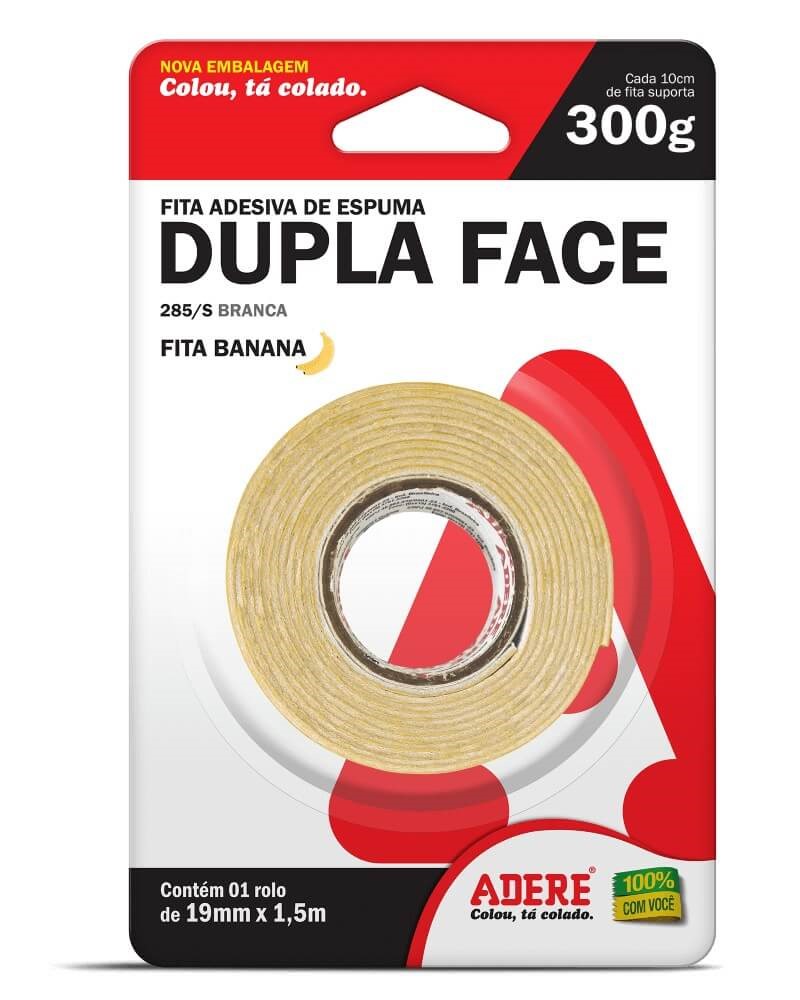 NOVA EMBALAGEM
Colou, tá colado.
Cada 10cm
de fita suporta
300g
FITA ADESIVA DE ESPUMA
DUPLA FACE
285/S BRANCA
FITA BANANA
Contém 01 rolo
de 19mm x 1,5m
ADERE®
Colou, tá colado.
100%
COM VOCÊ